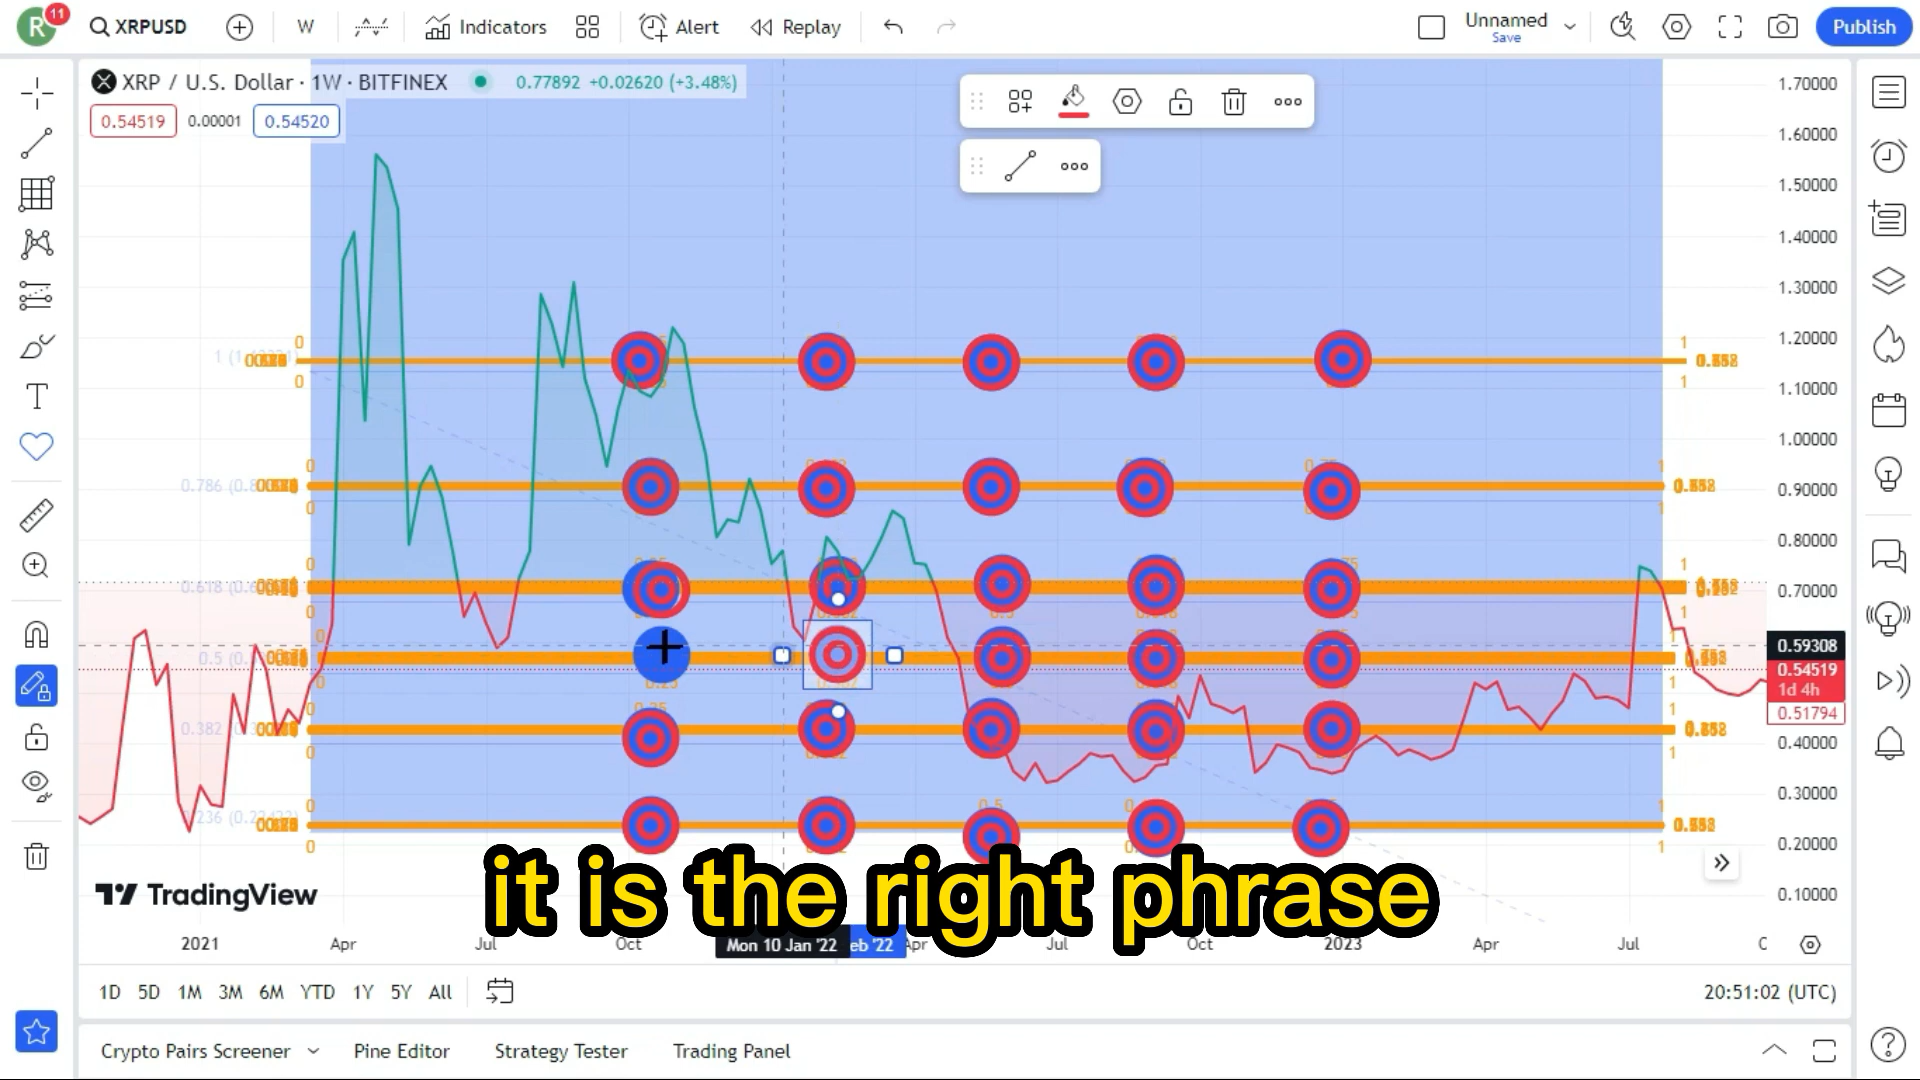 R 11 XRPUSD W Indicators Alert Replay Unnamed Publish
Save
XRP / U.S. Dollar · 1W · BITFINEX 0.77892 +0.02620 (+3.48%)
0.54519 0.00001 0.54520
1.70000
1.60000
1.50000
1.40000
1.30000
1.20000
1.10000
1.00000
0.90000
0.80000
0.70000
0.59308
0.54519
1d 4h
0.51794
0.40000
0.30000
0.20000
0.10000
it is the right phrase
TradingView
2021 Apr Jul Oct Mon 10 Jan '22 eb '22 Apr Jul Oct 2023 Apr Jul
1D 5D 1M 3M 6M YTD 1Y 5Y All 20:51:02 (UTC)
Crypto Pairs Screener Pine Editor Strategy Tester Trading Panel